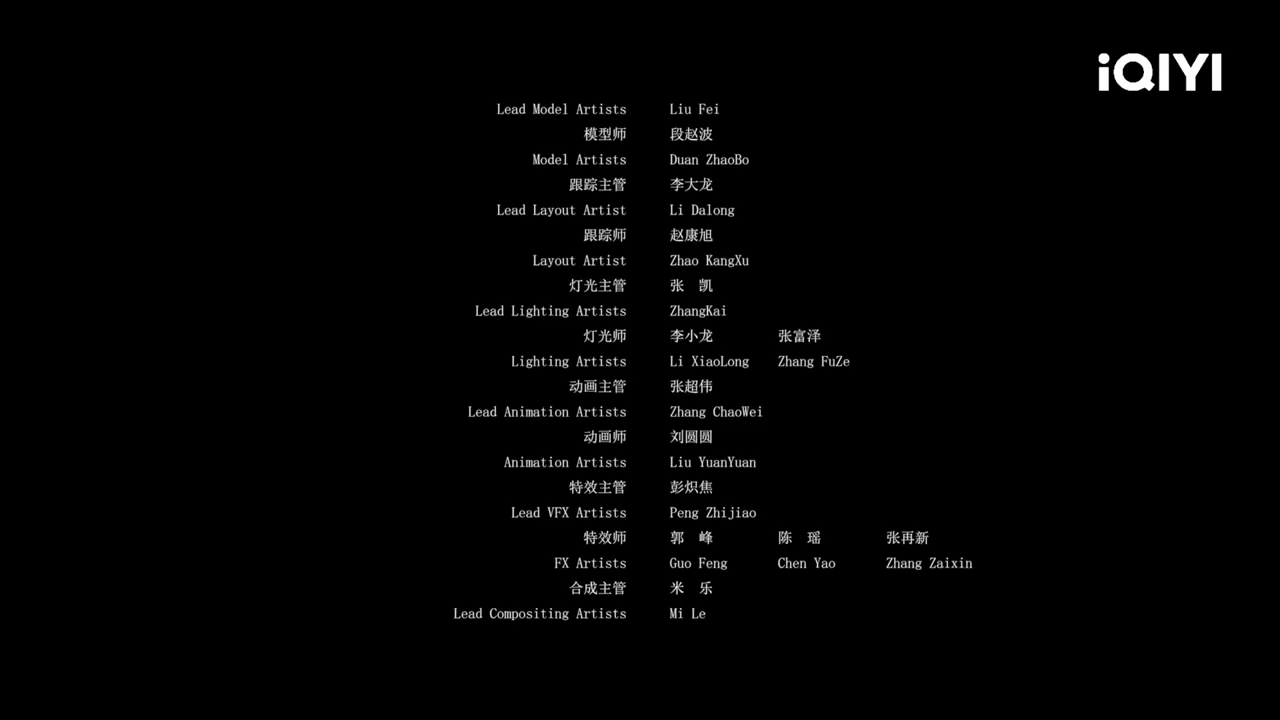 iQIYI
Lead Model Artists Liu Fei
模型师 段赵波
Model Artists Duan ZhaoBo
跟踪主管 李大龙
Lead Layout Artist Li Dalong
跟踪师 赵康旭
Layout Artist Zhao KangXu
灯光主管 张 凯
Lead Lighting Artists ZhangKai
灯光师 李小龙 张富泽
Lighting Artists Li XiaoLong Zhang FuZe
动画主管 张超伟
Lead Animation Artists Zhang ChaoWei
动画师 刘圆圆
Animation Artists Liu YuanYuan
特效主管 彭炽焦
Lead VFX Artists Peng Zhijiao
特效师 郭 峰 陈 瑶 张再新
FX Artists Guo Feng Chen Yao Zhang Zaixin
合成主管 米 乐
Lead Compositing Artists Mi Le